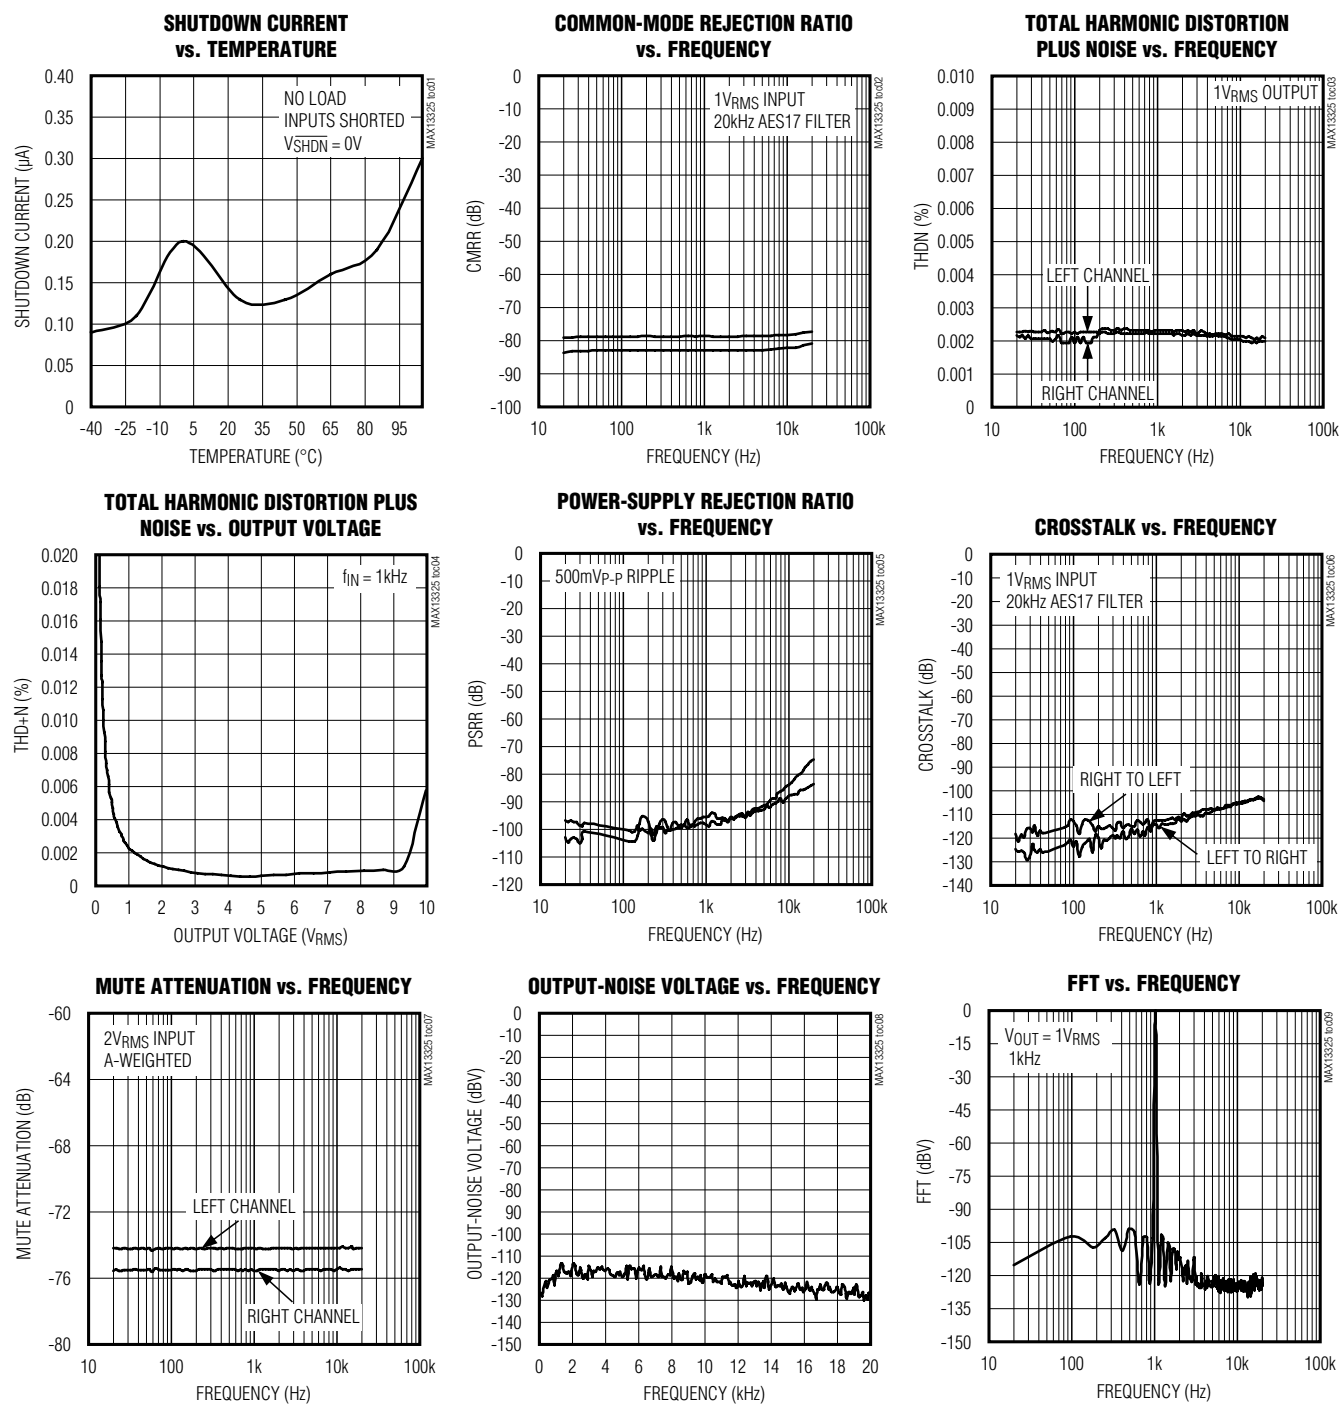 SHUTDOWN CURRENT
vs. TEMPERATURE
0.40
0.35
0.30
0.25
0.20
0.15
0.10
0.05
0
SHUTDOWN CURRENT (µA)
NO LOAD
INPUTS SHORTED
VSHDN = 0V
MAX13325 toc01
-40 -25 -10 5 20 35 50 65 80 95
TEMPERATURE (°C)
COMMON-MODE REJECTION RATIO
vs. FREQUENCY
0
-10
-20
-30
-40
-50
-60
-70
-80
-90
-100
CMRR (dB)
1VRMS INPUT
20kHz AES17 FILTER
MAX13325 toc02
10 100 1k 10k 100k
FREQUENCY (Hz)
TOTAL HARMONIC DISTORTION
PLUS NOISE vs. FREQUENCY
0.010
0.009
0.008
0.007
0.006
0.005
0.004
0.003
0.002
0.001
0
THDN (%)
1VRMS OUTPUT
MAX13325 toc03
LEFT CHANNEL
RIGHT CHANNEL
10 100 1k 10k 100k
FREQUENCY (Hz)
TOTAL HARMONIC DISTORTION PLUS
NOISE vs. OUTPUT VOLTAGE
0.020
0.018
0.016
0.014
0.012
0.010
0.008
0.006
0.004
0.002
0
THD+N (%)
fIN = 1kHz
MAX13325 toc04
0 1 2 3 4 5 6 7 8 9 10
OUTPUT VOLTAGE (VRMS)
POWER-SUPPLY REJECTION RATIO
vs. FREQUENCY
0
-10
-20
-30
-40
-50
-60
-70
-80
-90
-100
-110
-120
PSRR (dB)
500mVP-P RIPPLE
MAX13325 toc05
10 100 1k 10k 100k
FREQUENCY (Hz)
CROSSTALK vs. FREQUENCY
0
-10
-20
-30
-40
-50
-60
-70
-80
-90
-100
-110
-120
-130
-140
CROSSTALK (dB)
1VRMS INPUT
20kHz AES17 FILTER
MAX13325 toc06
RIGHT TO LEFT
LEFT TO RIGHT
10 100 1k 10k 100k
FREQUENCY (Hz)
MUTE ATTENUATION vs. FREQUENCY
-60
-64
-68
-72
-76
-80
MUTE ATTENUATION (dB)
2VRMS INPUT
A-WEIGHTED
MAX13325 toc07
LEFT CHANNEL
RIGHT CHANNEL
10 100 1k 10k 100k
FREQUENCY (Hz)
OUTPUT-NOISE VOLTAGE vs. FREQUENCY
0
-10
-20
-30
-40
-50
-60
-70
-80
90
-100
-110
-120
-130
-140
-150
OUTPUT-NOISE VOLTAGE (dBV)
MAX13325 toc08
0 2 4 6 8 10 12 14 16 18 20
FREQUENCY (kHz)
FFT vs. FREQUENCY
0
-15
-30
-45
-60
-75
-90
-105
-120
-135
-150
FFT (dBV)
VOUT = 1VRMS
1kHz
MAX13325 toc09
10 100 1k 10k 100k
FREQUENCY (Hz)